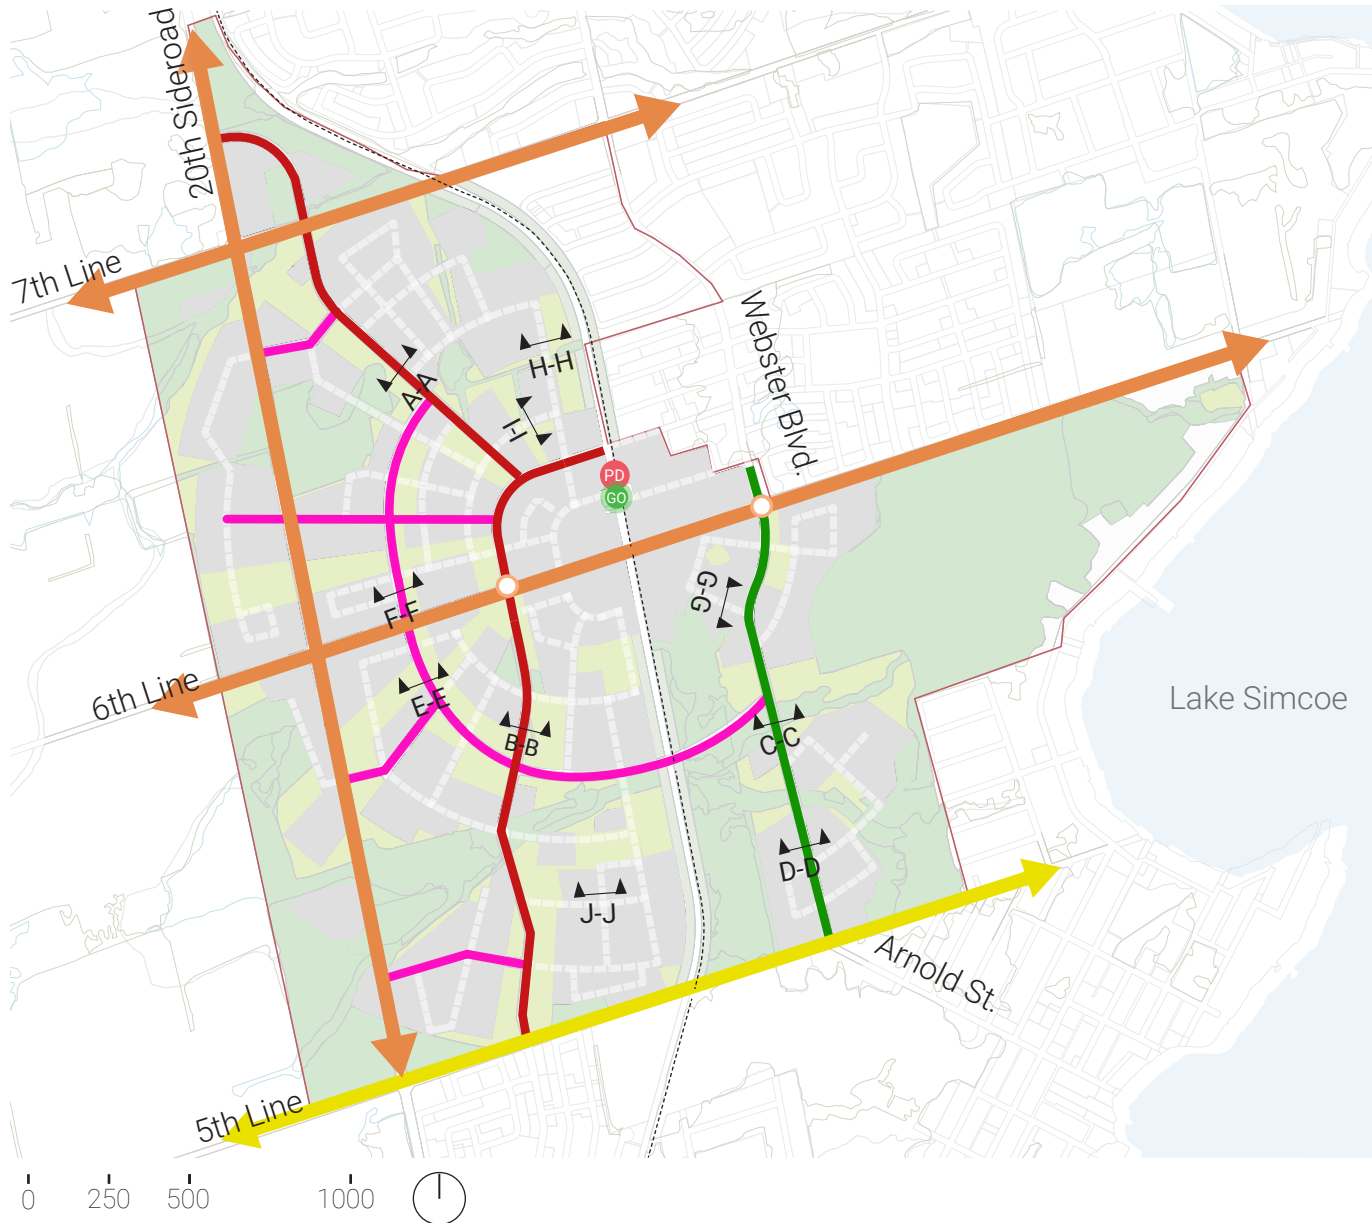 20th Sideroad
7th Line
Webster Blvd.
H-H
A-A
I-I
PD
GO
G-G
F-F
6th Line
E-E
Lake Simcoe
B-B
C-C
D-D
J-J
Arnold St.
5th Line
0 250 500 1000